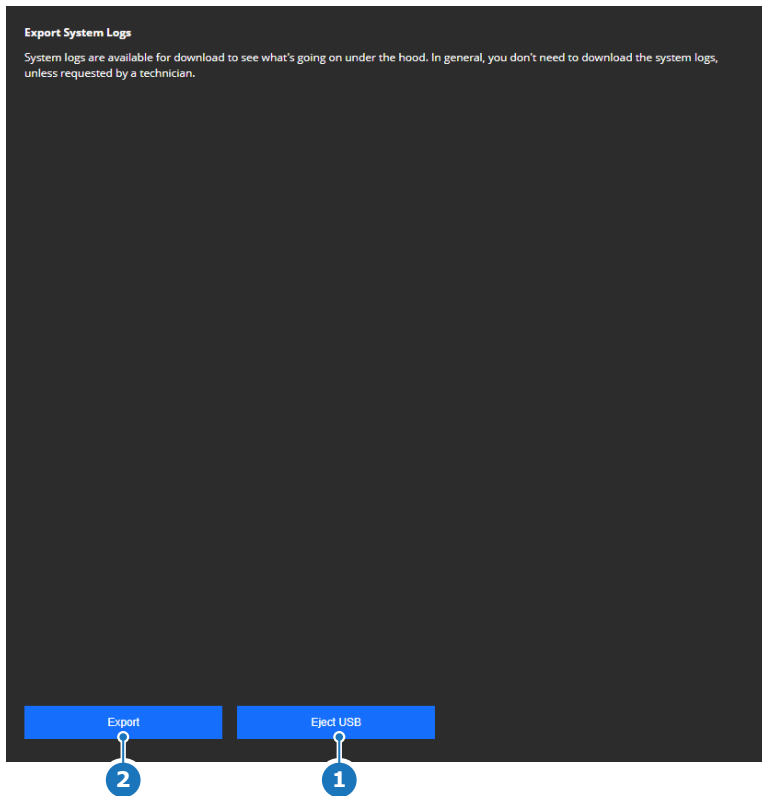 Export System Logs
System logs are available for download to see what's going on under the hood. In general, you don't need to download the system logs,
unless requested by a technician.
Export
Eject USB
2
1